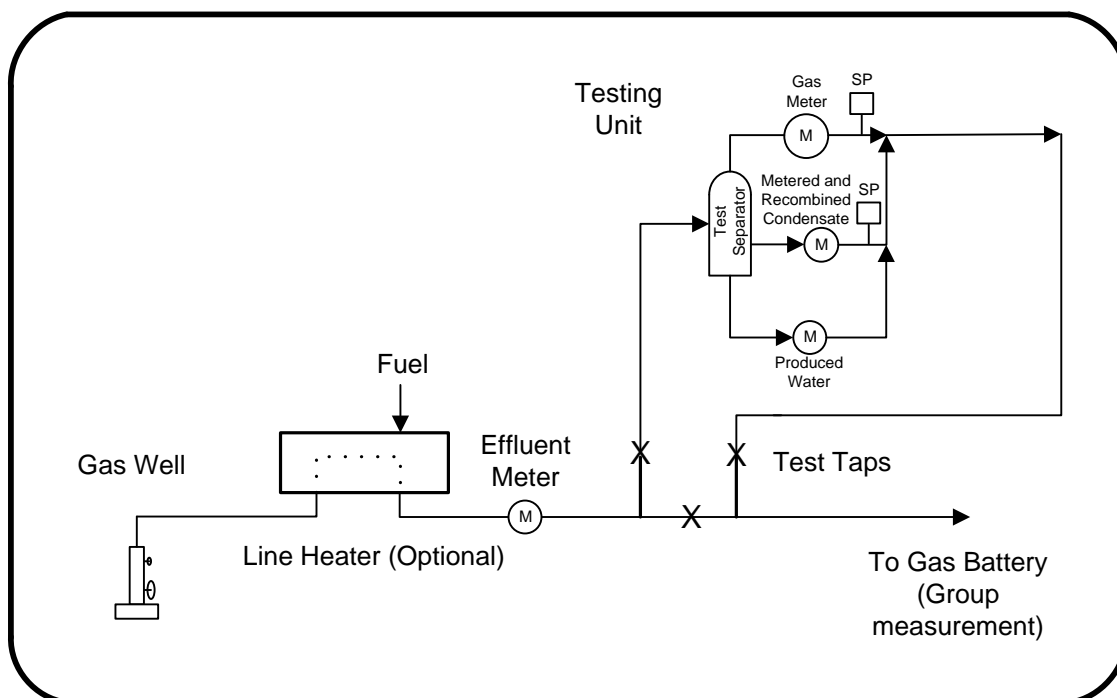 Testing
Unit
Gas
Meter
SP
M
Metered and
Recombined
Condensate
SP
Test
Separator
M
M
Produced
Water
Fuel
Gas Well
Effluent
Meter
X
X
Test Taps
M
X
Line Heater (Optional)
To Gas Battery
(Group
measurement)